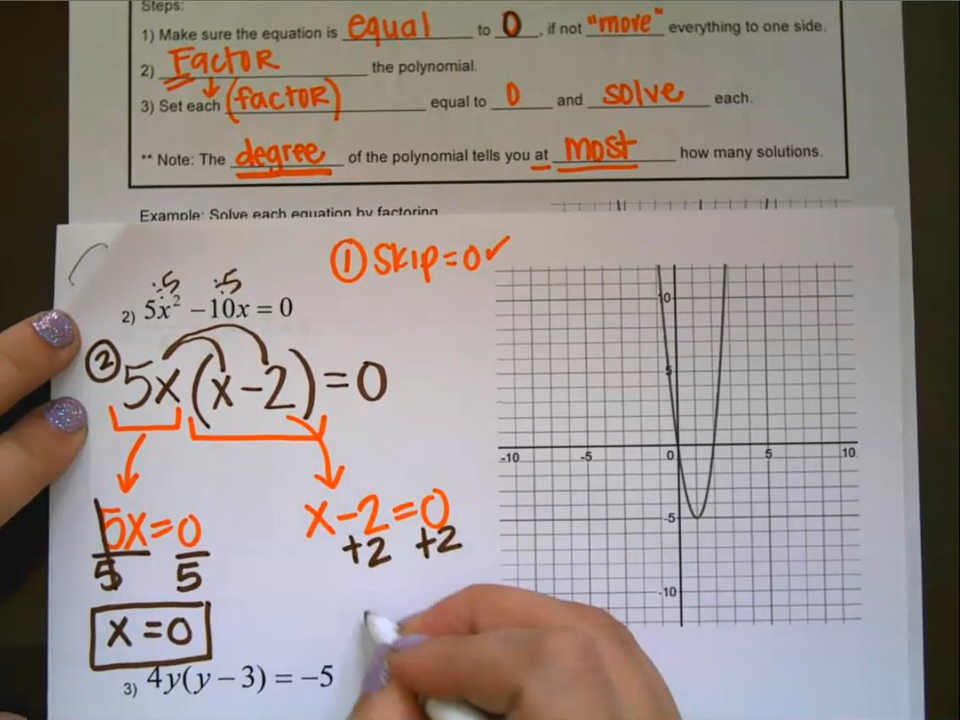 Steps:
1) Make sure the equation is equal to 0, if not "move" everything to one side.
2) Factor the polynomial.
3) Set each (factor) equal to 0 and solve each.
** Note: The degree of the polynomial tells you at most how many solutions.
Example: Solve each equation by factoring
① Skip = 0 ✓
÷5 ÷5
2) 5x² − 10x = 0
② 5x(x − 2) = 0
5x = 0
5 5
x = 0
x − 2 = 0
+2 +2
3) 4y(y − 3) = −5
10
5
-10 -5 0 5 10
-5
-10